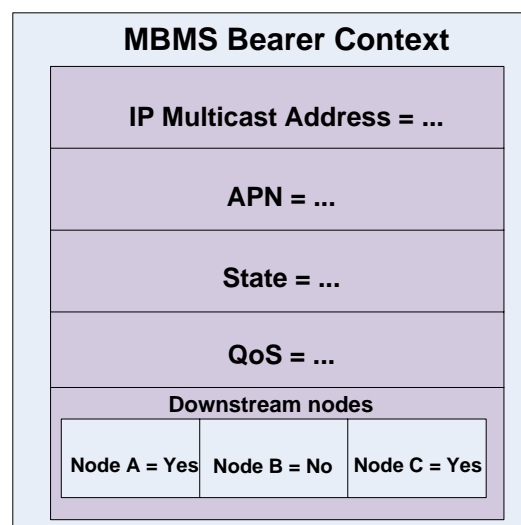 MBMS Bearer Context
IP Multicast Address = ...
APN = ...
State = ...
QoS = ...
Downstream nodes
Node A = Yes
Node B = No
Node C = Yes